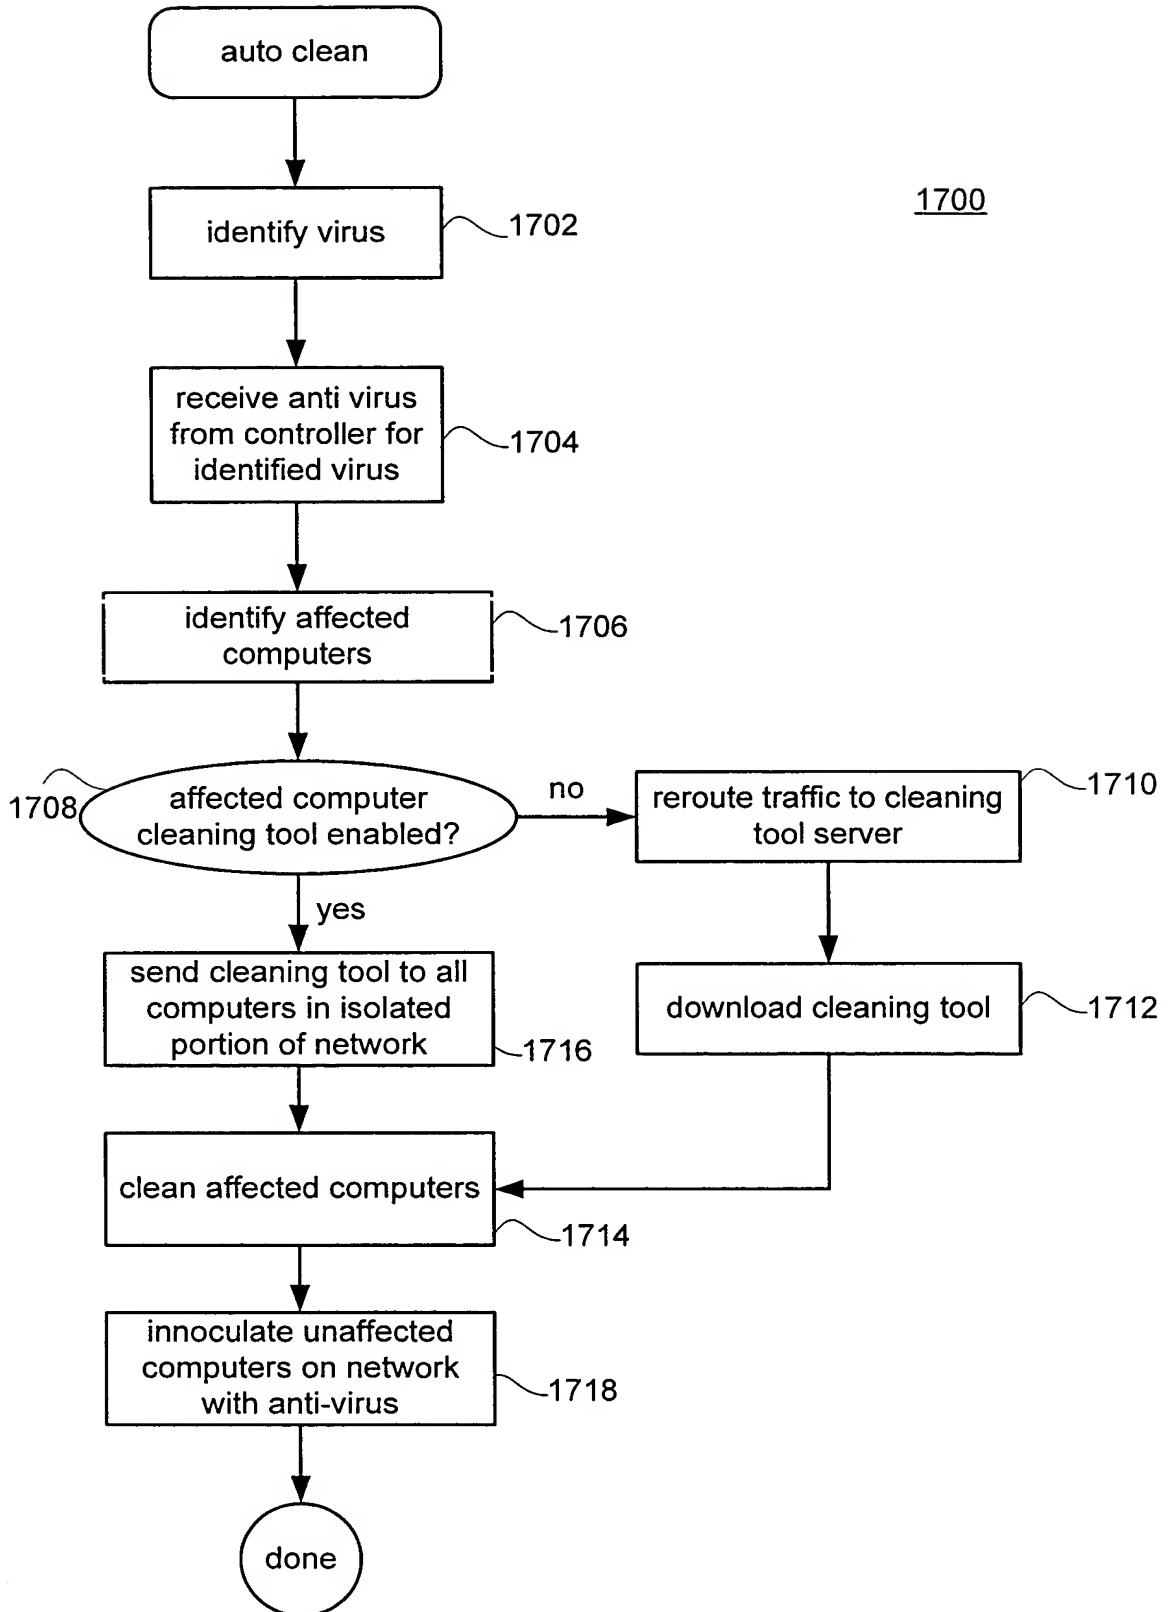 auto clean
1700
identify virus
1702
receive anti virus
from controller for
identified virus
1704
identify affected
computers
1706
1708
affected computer
cleaning tool enabled?
no
reroute traffic to cleaning
tool server
1710
yes
send cleaning tool to all
computers in isolated
portion of network
1716
download cleaning tool
1712
clean affected computers
1714
innoculate unaffected
computers on network
with anti-virus
1718
done